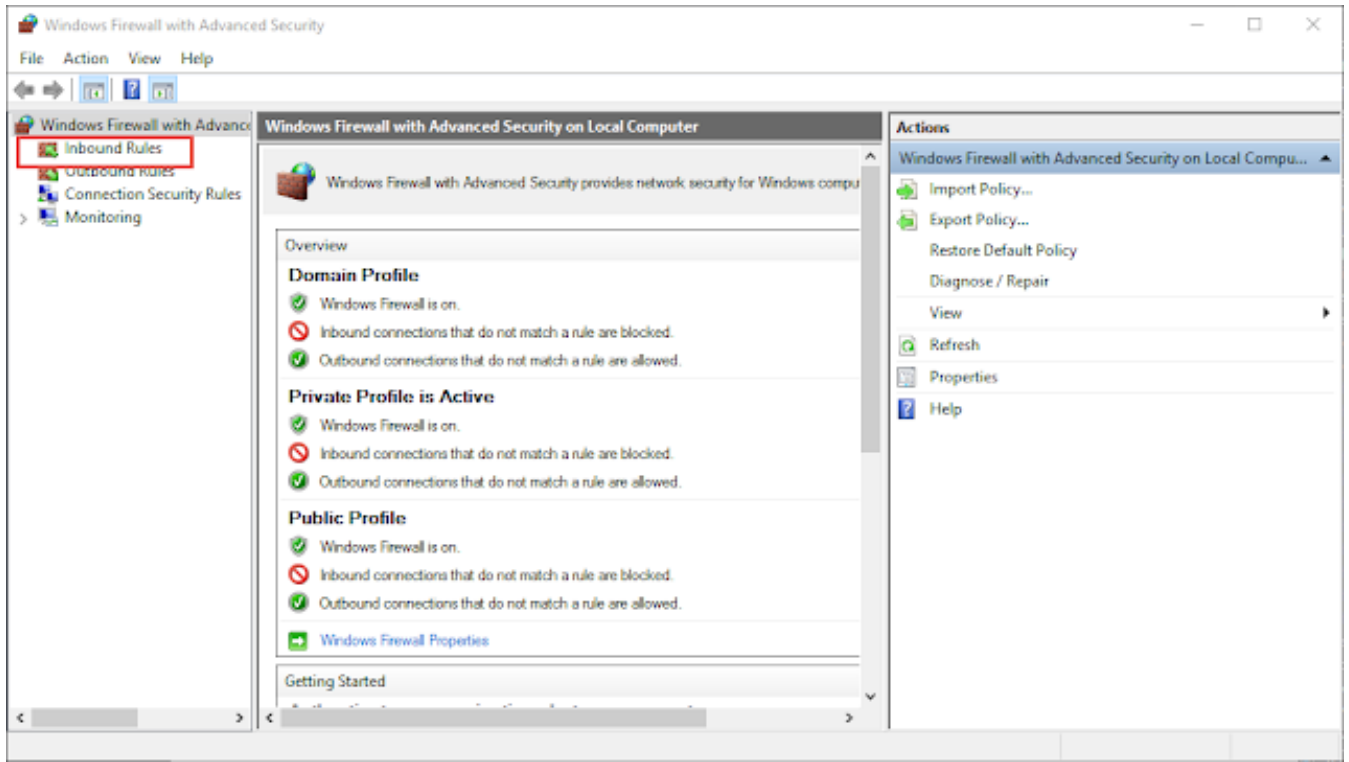 Windows Firewall with Advanced Security
File Action View Help
Windows Firewall with Advance
Inbound Rules
Outbound Rules
Connection Security Rules
Monitoring
Windows Firewall with Advanced Security on Local Computer
Windows Firewall with Advanced Security provides network security for Windows compu
Overview
Domain Profile
Windows Firewall is on.
Inbound connections that do not match a rule are blocked.
Outbound connections that do not match a rule are allowed.
Private Profile is Active
Windows Firewall is on.
Inbound connections that do not match a rule are blocked.
Outbound connections that do not match a rule are allowed.
Public Profile
Windows Firewall is on.
Inbound connections that do not match a rule are blocked.
Outbound connections that do not match a rule are allowed.
Windows Firewall Properties
Getting Started
Actions
Windows Firewall with Advanced Security on Local Compu...
Import Policy...
Export Policy...
Restore Default Policy
Diagnose / Repair
View
Refresh
Properties
Help